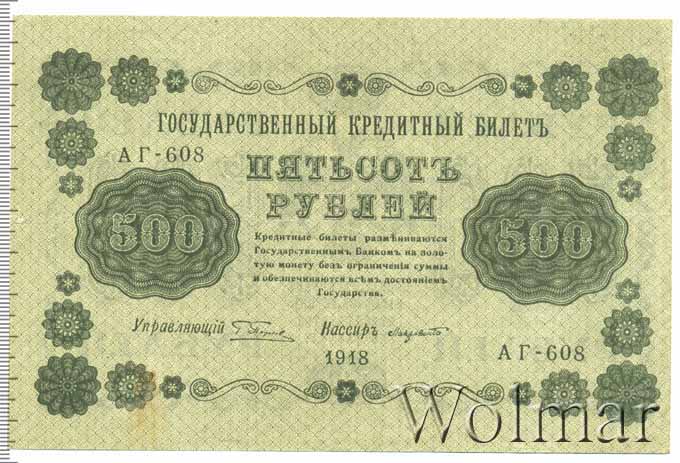 ГОСУДАРСТВЕННЫЙ КРЕДИТНЫЙ БИЛЕТЪ
АГ-608
ПЯТЬСОТЪ
РУБЛЕЙ
500
500
Кредитные билеты размѣниваются
Государственнымъ Банкомъ на золо-
тую монету безъ ограниченія суммы
и обезпечиваются всѣмъ достояніемъ
Государства.
Управляющій
Кассиръ
1918
АГ-608
Wolmar